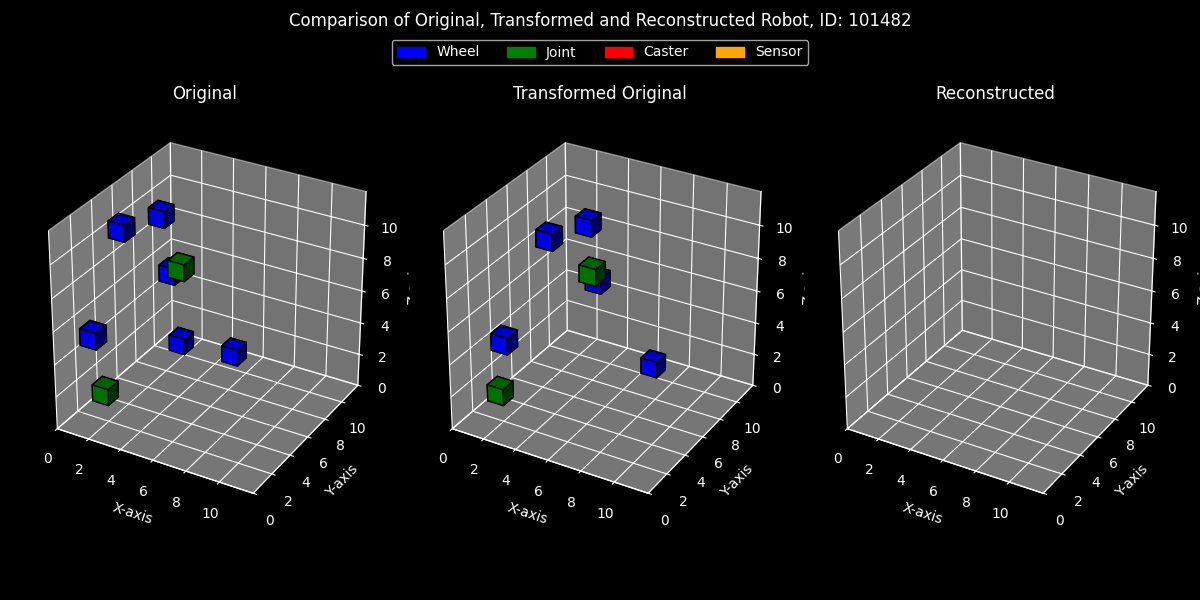 Comparison of Original, Transformed and Reconstructed Robot, ID: 101482
Wheel Joint Caster Sensor
Original Transformed Original Reconstructed
10 10 10
8 8 8
6 6 6
4 4 4
2 2 2
0 0 0
0 2 4 6 8 10 X-axis 0 2 4 6 8 10 Y-axis
0 2 4 6 8 10 X-axis 0 2 4 6 8 10 Y-axis
0 2 4 6 8 10 X-axis 0 2 4 6 8 10 Y-axis